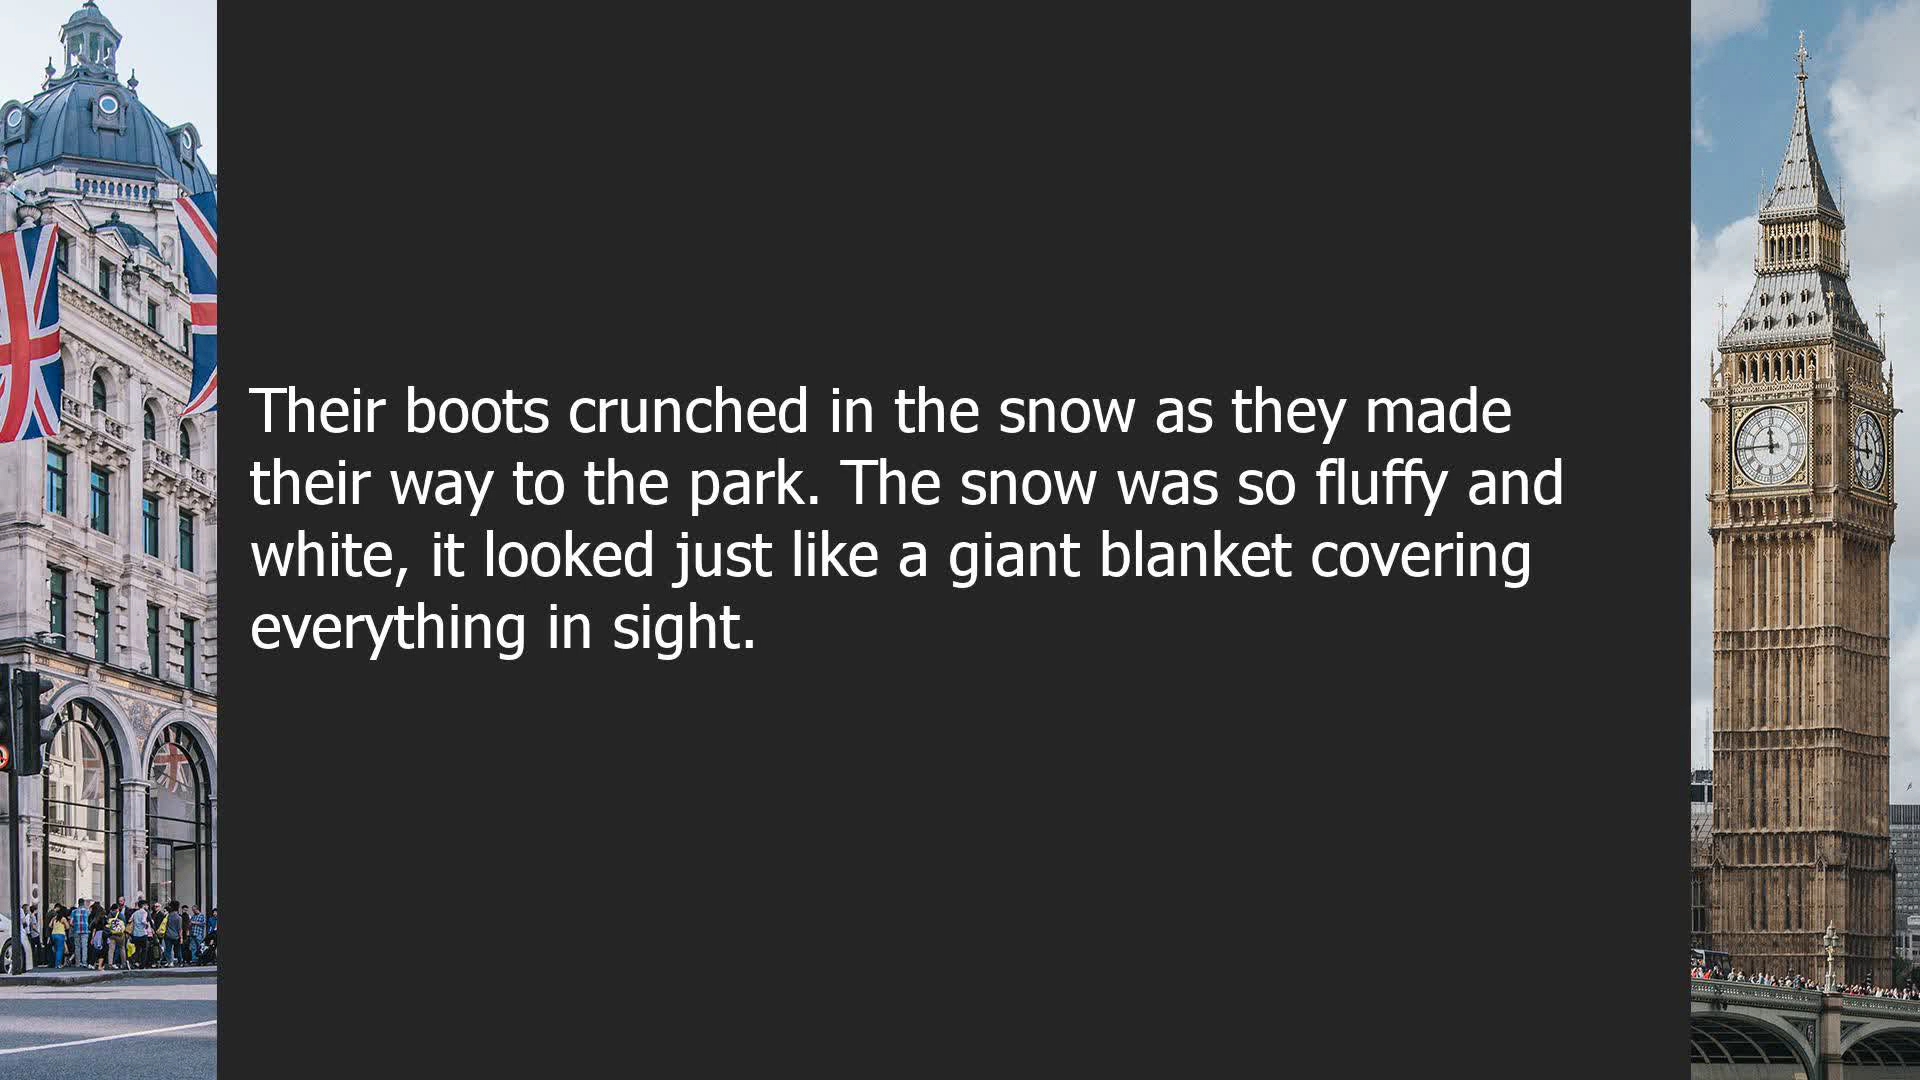 Their boots crunched in the snow as they made
their way to the park. The snow was so fluffy and
white, it looked just like a giant blanket covering
everything in sight.